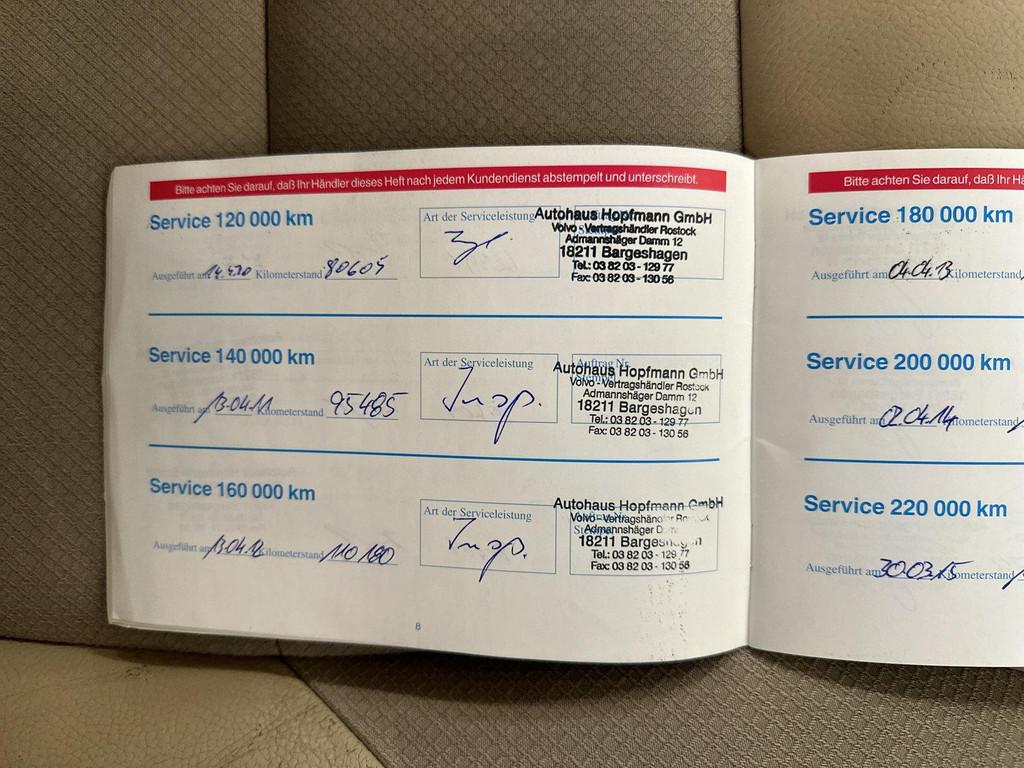 Bitte achten Sie darauf, daß Ihr Händler dieses Heft nach jedem Kundendienst abstempelt und unterschreibt.
Service 120 000 km
Art der Serviceleistung
Autohaus Hopfmann GmbH
Volvo - Vertragshändler Rostock
Admannshäger Damm 12
18211 Bargeshagen
Tel.: 03 82 03 - 129 77
Fax: 03 82 03 - 130 56
Ausgeführt am Kilometerstand 80605
Service 140 000 km
Art der Serviceleistung
Insp.
Auftrag Nr.
Autohaus Hopfmann GmbH
Volvo - Vertragshändler Rostock
Admannshäger Damm 12
18211 Bargeshagen
Tel.: 03 82 03 - 129 77
Fax: 03 82 03 - 130 56
Ausgeführt am 13.04.11 Kilometerstand 95485
Service 160 000 km
Art der Serviceleistung
Insp.
Autohaus Hopfmann GmbH
Volvo - Vertragshändler
Admannshäger
18211 Bargeshagen
Tel.: 03 82 03 - 129 77
Fax: 03 82 03 - 130 56
Ausgeführt am 13.04.12 Kilometerstand 110180
8
Bitte achten Sie darauf, daß Ihr Hä
Service 180 000 km
Ausgeführt am 04.04.13 Kilometerstand
Service 200 000 km
Ausgeführt am 02.04.14 Kilometerstand
Service 220 000 km
Ausgeführt am 30.03.15 Kilometerstand